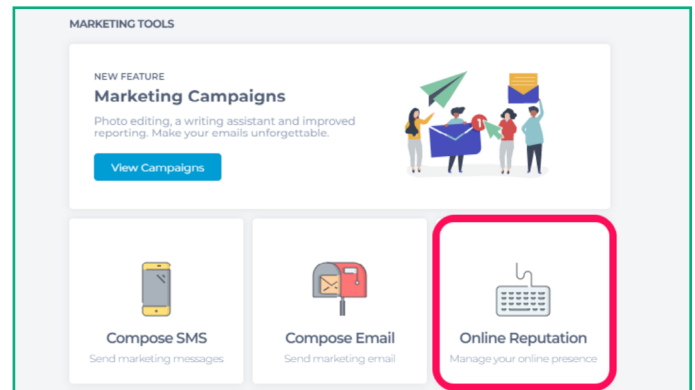 MARKETING TOOLS
NEW FEATURE
Marketing Campaigns
Photo editing, a writing assistant and improved
reporting. Make your emails unforgettable.
1
View Campaigns
Compose SMS
Send marketing messages
Compose Email
Send marketing email
Online Reputation
Manage your online presence